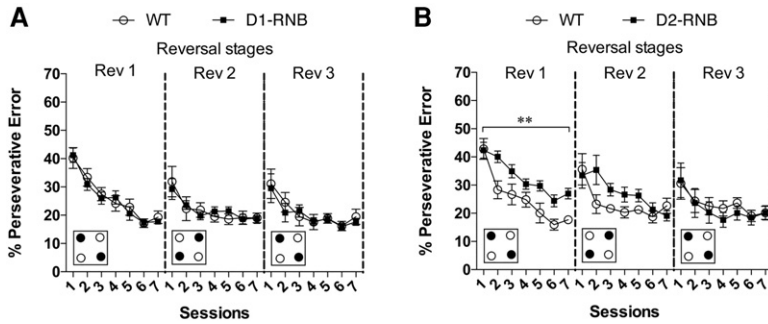 A
WT D1-RNB
Reversal stages
Rev 1 Rev 2 Rev 3
% Perseverative Error
70
60
50
40
30
20
10
0
1 2 3 4 5 6 7 1 2 3 4 5 6 7 1 2 3 4 5 6 7
Sessions
B
WT D2-RNB
Reversal stages
Rev 1 Rev 2 Rev 3
% Perseverative Error
70
60
50
40
30
20
10
0
**
1 2 3 4 5 6 7 1 2 3 4 5 6 7 1 2 3 4 5 6 7
Sessions